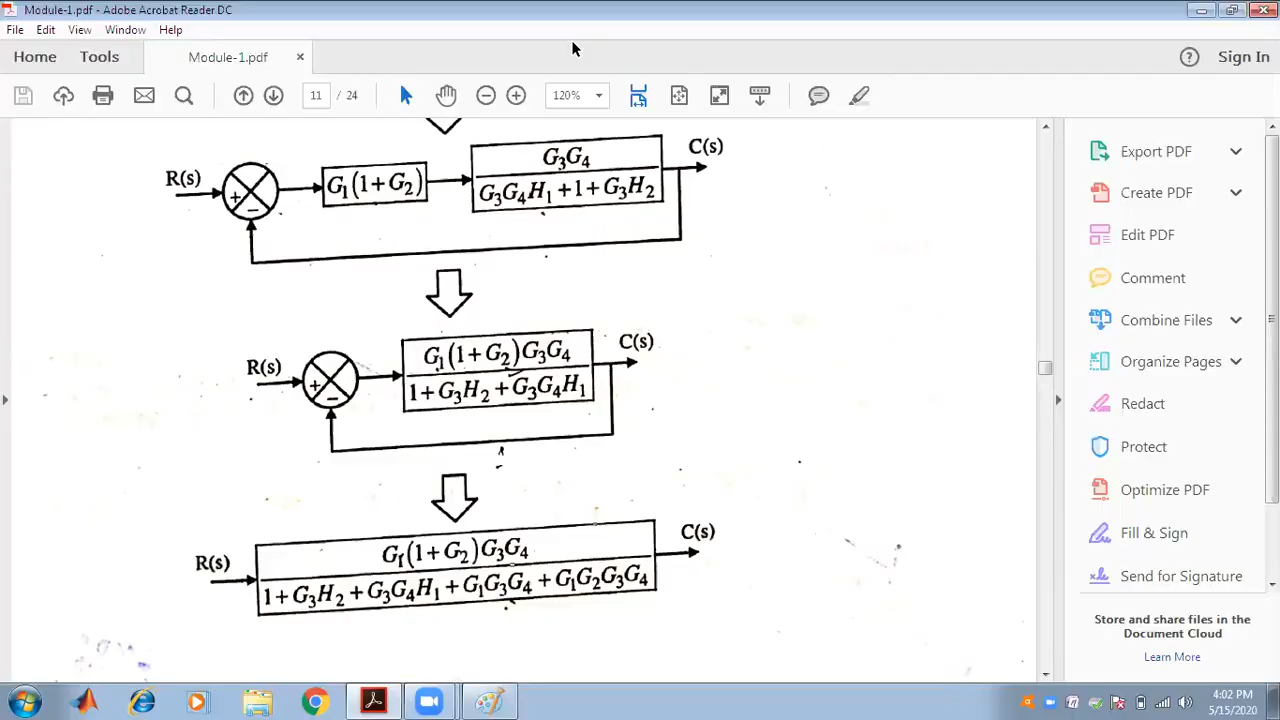 Module-1.pdf - Adobe Acrobat Reader DC
File Edit View Window Help
Home Tools Module-1.pdf × ? Sign In
11 / 24 120%
C(s)
R(s) + − G₁(1+G₂) G₃G₄
G₃G₄H₁+1+G₃H₂
C(s)
R(s) + − G₁(1+G₂)G₃G₄
1+G₃H₂+G₃G₄H₁
C(s)
R(s) G₁(1+G₂)G₃G₄
1+G₃H₂+G₃G₄H₁+G₁G₃G₄+G₁G₂G₃G₄
Export PDF
Create PDF
Edit PDF
Comment
Combine Files
Organize Pages
Redact
Protect
Optimize PDF
Fill & Sign
Send for Signature
Store and share files in the
Document Cloud
Learn More
4:02 PM
5/15/2020